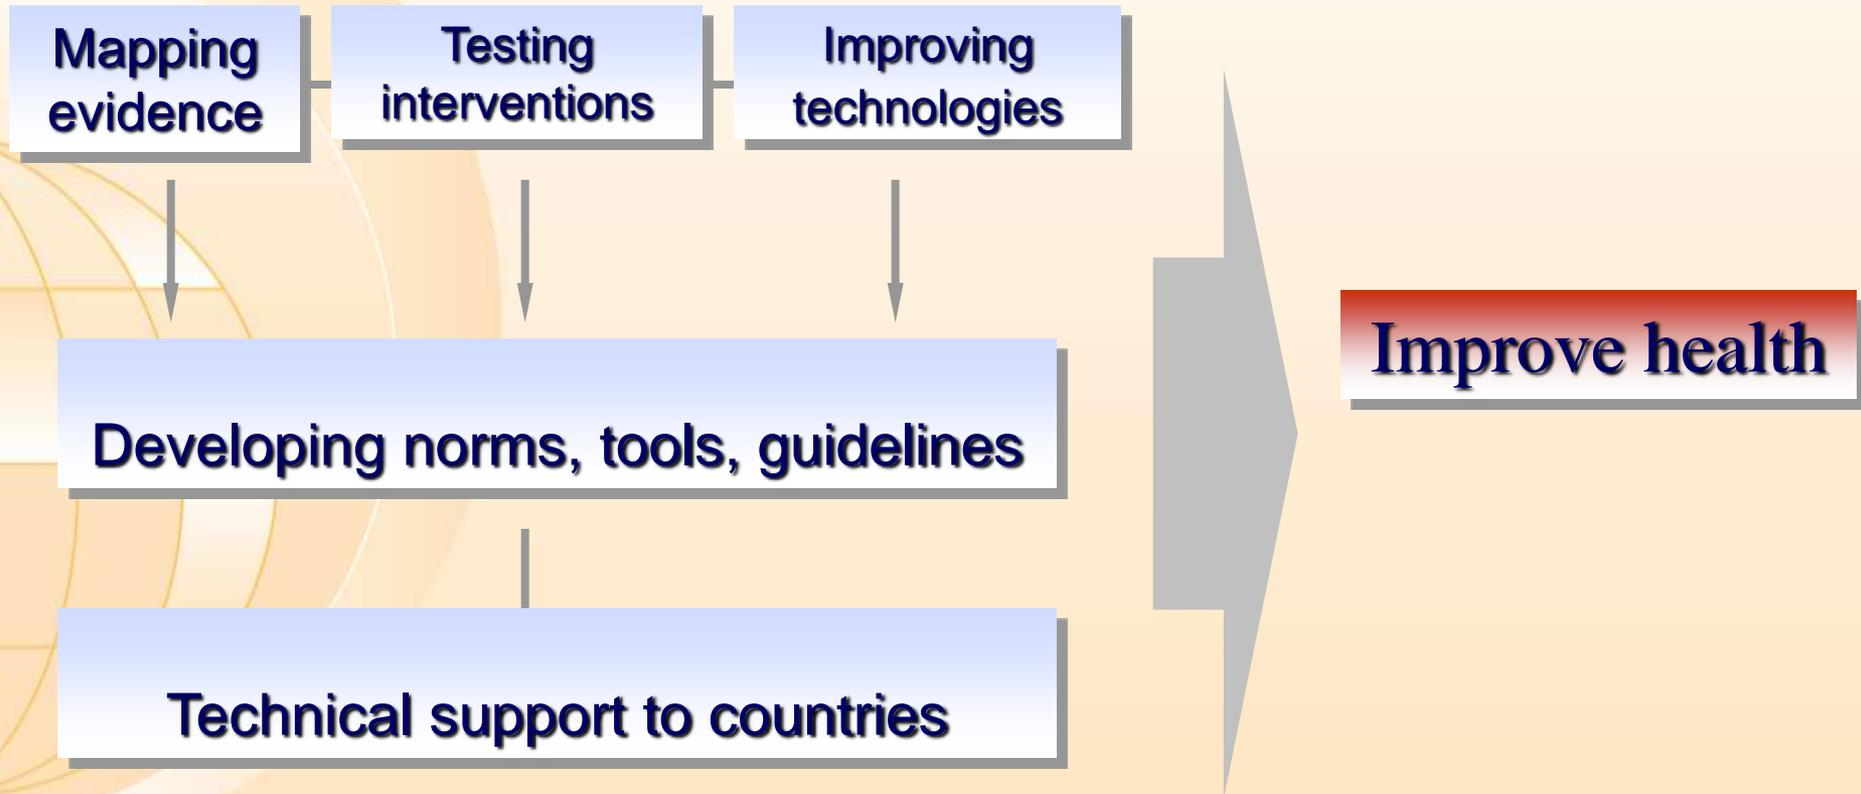 Mapping
evidence
Testing
interventions
Improving
technologies
Improve health
Developing norms, tools, guidelines
Technical support to countries